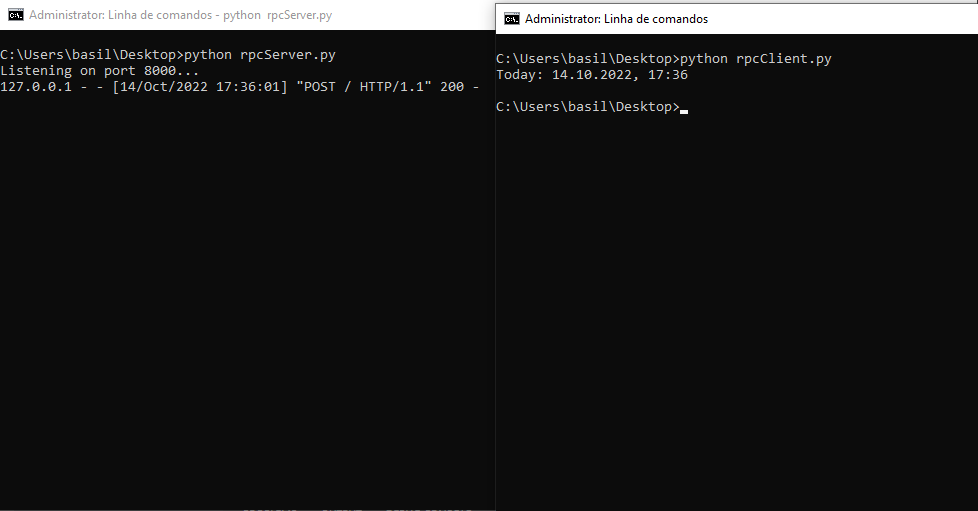 Administrator: Linha de comandos - python rpcServer.py
C:\Users\basil\Desktop>python rpcServer.py
Listening on port 8000...
127.0.0.1 - - [14/Oct/2022 17:36:01] "POST / HTTP/1.1" 200 -
Administrator: Linha de comandos
C:\Users\basil\Desktop>python rpcClient.py
Today: 14.10.2022, 17:36
C:\Users\basil\Desktop>